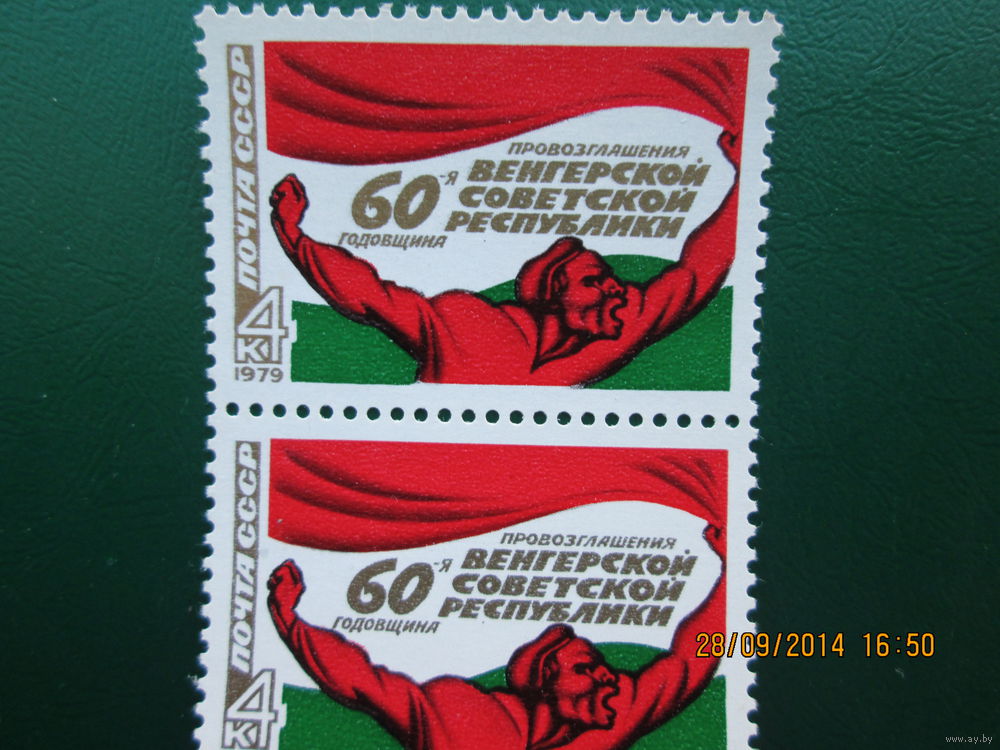 ПОЧТА СССР
4
К
1979
ПРОВОЗГЛАШЕНИЯ
60-я ВЕНГЕРСКОЙ
СОВЕТСКОЙ
РЕСПУБЛИКИ
ГОДОВЩИНА
ПОЧТА СССР
4
К
ПРОВОЗГЛАШЕНИЯ
60-я ВЕНГЕРСКОЙ
СОВЕТСКОЙ
РЕСПУБЛИКИ
ГОДОВЩИНА
28/09/2014 16:50
www.ay.by